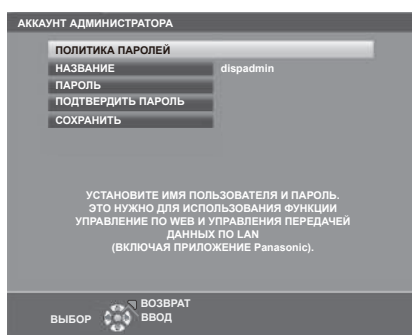 АККАУНТ АДМИНИСТРАТОРА
ПОЛИТИКА ПАРОЛЕЙ
НАЗВАНИЕ dispadmin
ПАРОЛЬ
ПОДТВЕРДИТЬ ПАРОЛЬ
СОХРАНИТЬ
УСТАНОВИТЕ ИМЯ ПОЛЬЗОВАТЕЛЯ И ПАРОЛЬ.
ЭТО НУЖНО ДЛЯ ИСПОЛЬЗОВАНИЯ ФУНКЦИИ
УПРАВЛЕНИЕ ПО WEB И УПРАВЛЕНИЯ ПЕРЕДАЧЕЙ
ДАННЫХ ПО LAN
(ВКЛЮЧАЯ ПРИЛОЖЕНИЕ Panasonic).
ВОЗВРАТ
ВЫБОР ВВОД